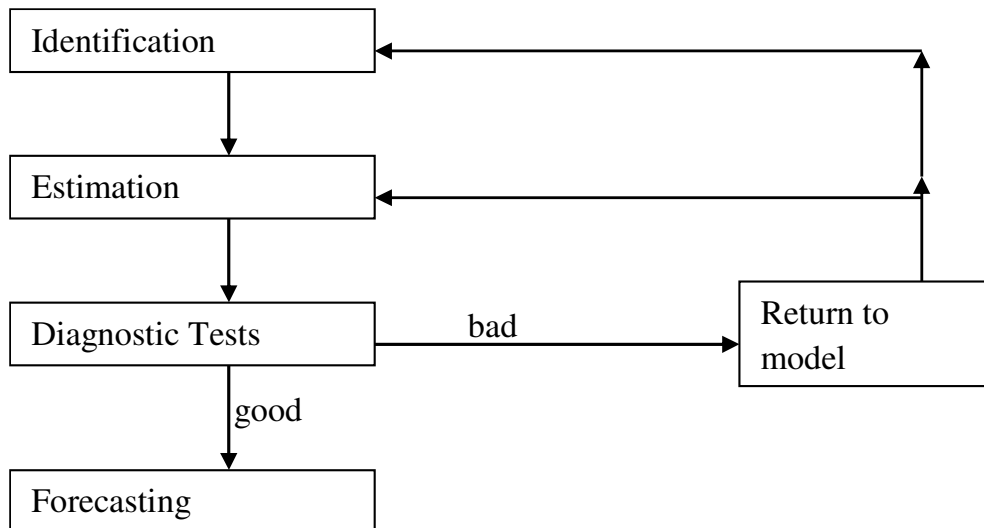 Identification
Estimation
Diagnostic Tests
bad
Return to
model
good
Forecasting